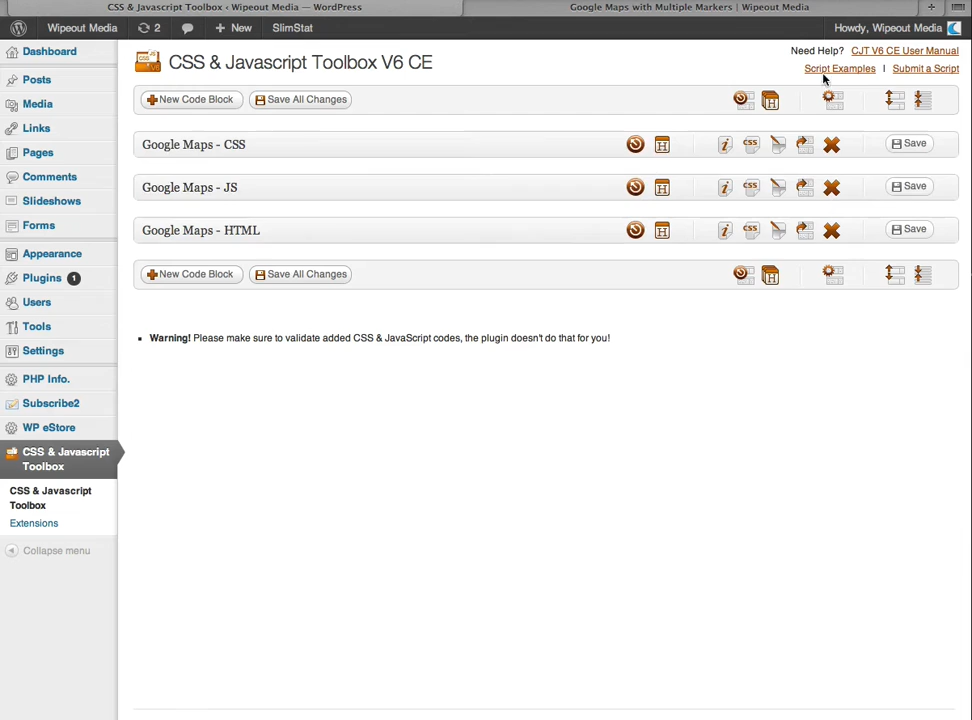 CSS & Javascript Toolbox ‹ Wipeout Media — WordPress
Google Maps with Multiple Markers | Wipeout Media
Wipeout Media
2
New
SlimStat
Howdy, Wipeout Media
Dashboard
Posts
Media
Links
Pages
Comments
Slideshows
Forms
Appearance
Plugins 1
Users
Tools
Settings
PHP Info.
Subscribe2
WP eStore
CSS & Javascript
Toolbox
CSS & Javascript
Toolbox
Extensions
Collapse menu
CSS & Javascript Toolbox V6 CE
Need Help? CJT V6 CE User Manual
Script Examples | Submit a Script
New Code Block
Save All Changes
H
Google Maps - CSS
H
i
css
Save
Google Maps - JS
H
i
css
Save
Google Maps - HTML
H
i
css
Save
New Code Block
Save All Changes
H
Warning! Please make sure to validate added CSS & JavaScript codes, the plugin doesn't do that for you!